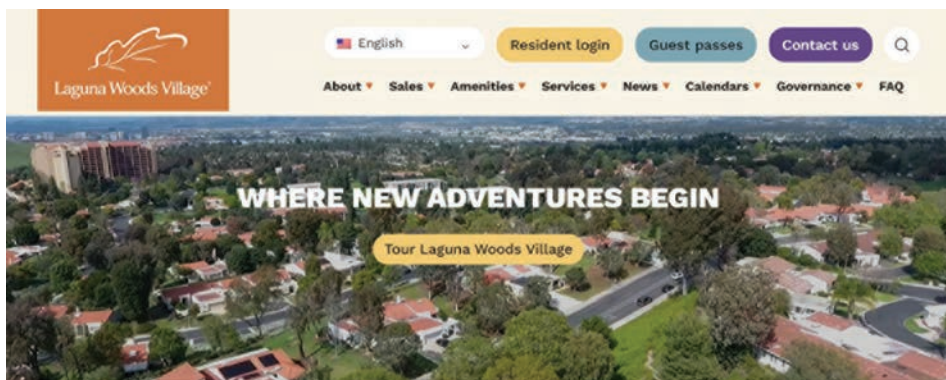 Laguna Woods Village®
English
Resident login
Guest passes
Contact us
About
Sales
Amenities
Services
News
Calendars
Governance
FAQ
WHERE NEW ADVENTURES BEGIN
Tour Laguna Woods Village